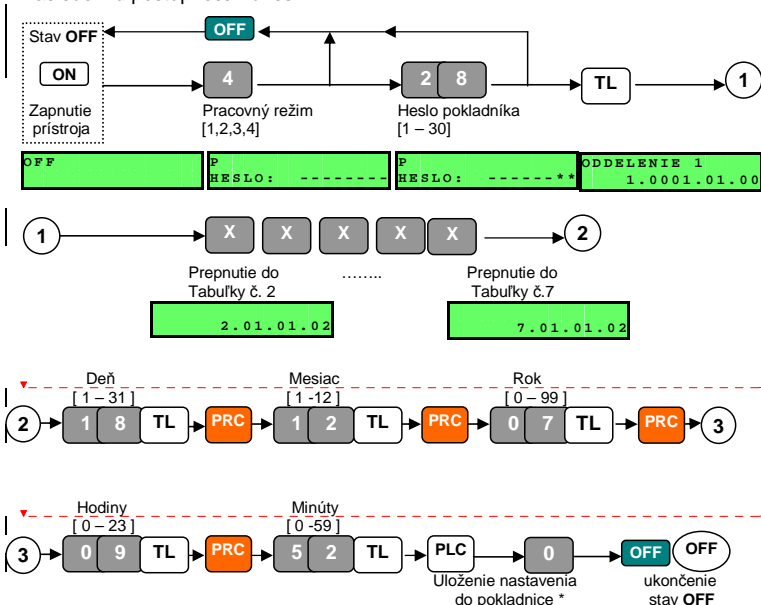 Stav OFF
OFF
ON
4
2 8
TL
1
Zapnutie
prístroja
Pracovný režim
[1,2,3,4]
Heslo pokladníka
[1 – 30]
OFF
P
HESLO: --------
P
HESLO: ------**
ODDELENIE 1
1.0001.01.00
1
X X X X X
2
Prepnutie do
Tabuľky č. 2
……..
Prepnutie do
Tabuľky č.7
2.01.01.02
7.01.01.02
Deň
[ 1 – 31 ]
Mesiac
[ 1 -12 ]
Rok
[ 0 – 99 ]
2 1 8 TL PRC 1 2 TL PRC 0 7 TL PRC 3
Hodiny
[ 0 – 23 ]
Minúty
[ 0 -59 ]
3 0 9 TL PRC 5 2 TL PLC 0 OFF OFF
Uloženie nastavenia
do pokladnice *
ukončenie
stav OFF